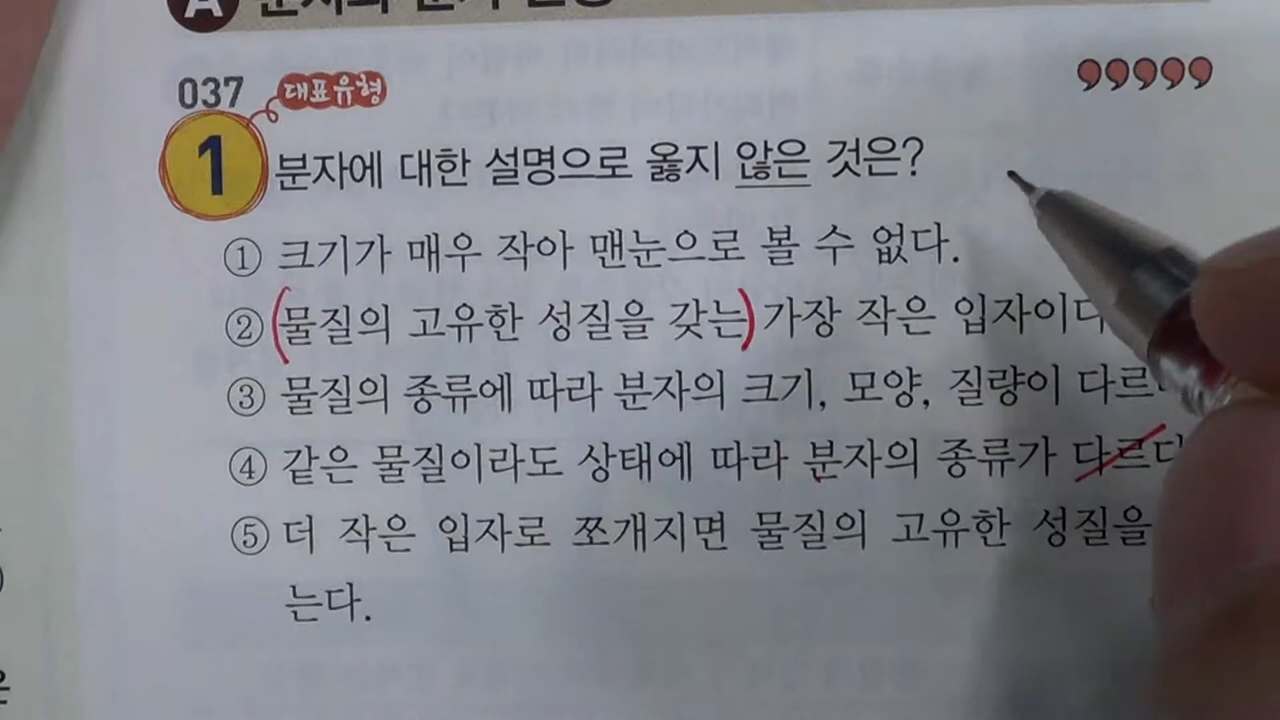 A
037 대표유형
1 분자에 대한 설명으로 옳지 않은 것은?
① 크기가 매우 작아 맨눈으로 볼 수 없다.
② 물질의 고유한 성질을 갖는 가장 작은 입자이다
③ 물질의 종류에 따라 분자의 크기, 모양, 질량이 다르
④ 같은 물질이라도 상태에 따라 분자의 종류가 다르다
⑤ 더 작은 입자로 쪼개지면 물질의 고유한 성질을
는다.